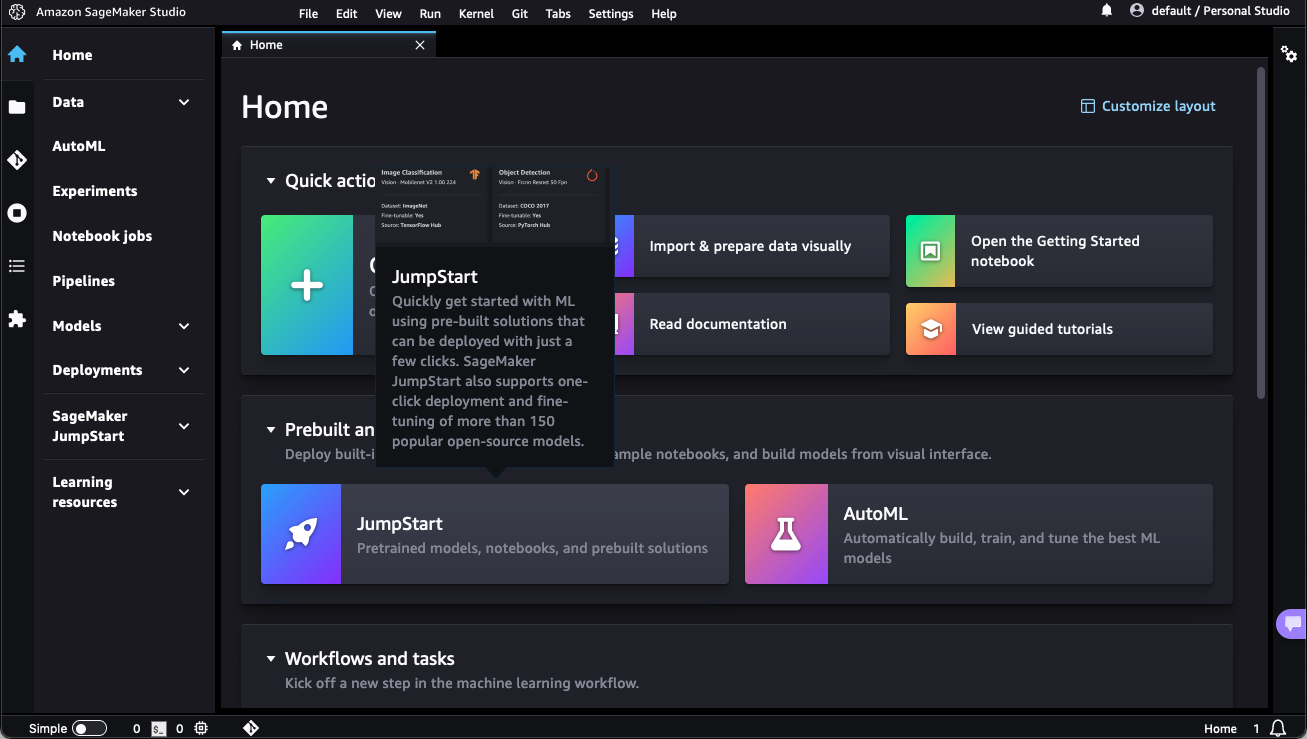 Amazon SageMaker Studio
File Edit View Run Kernel Git Tabs Settings Help
default / Personal Studio
Home
Data
AutoML
Experiments
Notebook jobs
Pipelines
Models
Deployments
SageMaker
JumpStart
Learning
resources
Home
Home
Customize layout
Quick actio
Image Classification
Vision · Mobilenet V2 1.00 224
Dataset: ImageNet
Fine-tunable: Yes
Source: TensorFlow Hub
Object Detection
Vision · Frcnn Resnet 50 Fpn
Dataset: COCO 2017
Fine-tunable: Yes
Source: PyTorch Hub
JumpStart
Quickly get started with ML
using pre-built solutions that
can be deployed with just a
few clicks. SageMaker
JumpStart also supports one-
click deployment and fine-
tuning of more than 150
popular open-source models.
Import & prepare data visually
Read documentation
Open the Getting Started
notebook
View guided tutorials
Prebuilt an
Deploy built-i
ample notebooks, and build models from visual interface.
JumpStart
Pretrained models, notebooks, and prebuilt solutions
AutoML
Automatically build, train, and tune the best ML
models
Workflows and tasks
Kick off a new step in the machine learning workflow.
Simple 0 $_ 0
Home 1